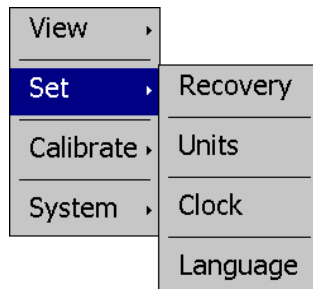 View
Set
Calibrate
System
Recovery
Units
Clock
Language